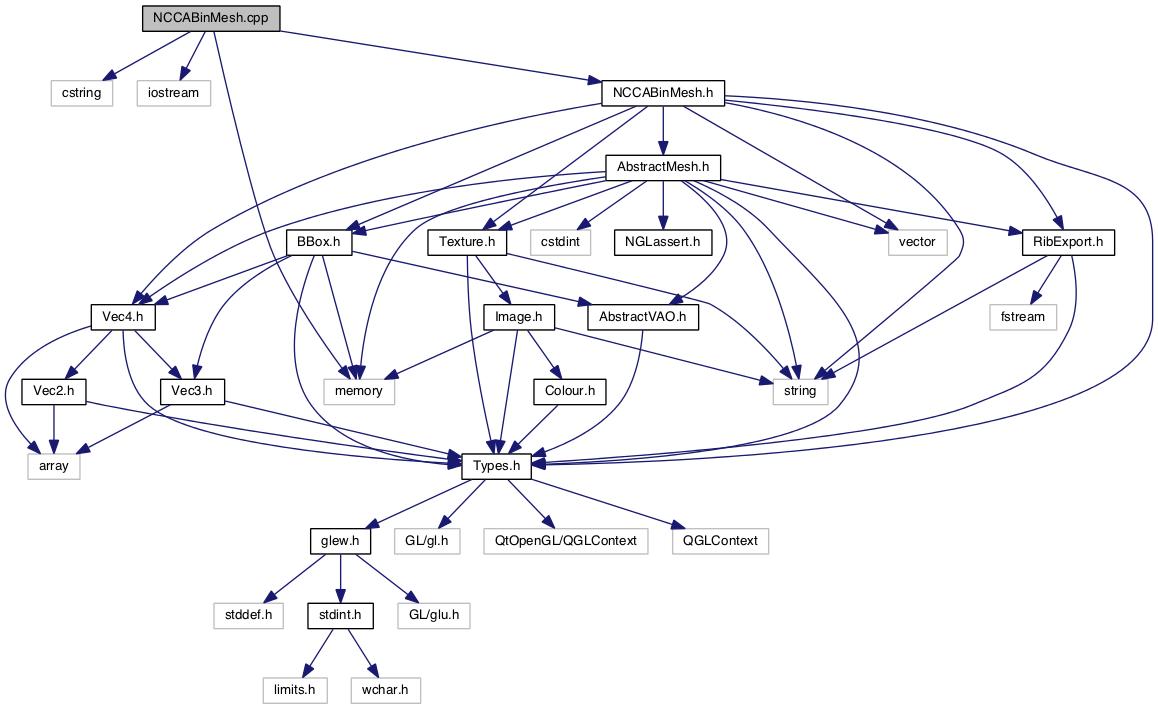 NCCABinMesh.cpp
cstring
iostream
NCCABinMesh.h
AbstractMesh.h
BBox.h
Texture.h
cstdint
NGLassert.h
vector
RibExport.h
Vec4.h
Image.h
AbstractVAO.h
fstream
Vec2.h
Vec3.h
memory
Colour.h
string
array
Types.h
glew.h
GL/gl.h
QtOpenGL/QGLContext
QGLContext
stddef.h
stdint.h
GL/glu.h
limits.h
wchar.h